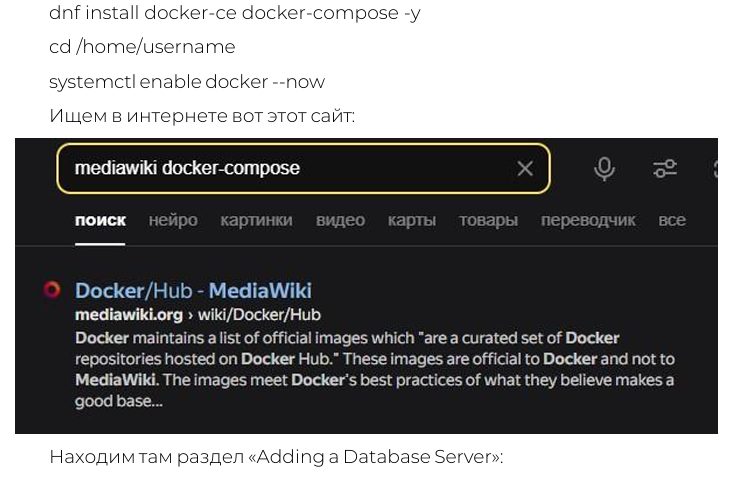 dnf install docker-ce docker-compose -y
cd /home/username
systemctl enable docker --now
Ищем в интернете вот этот сайт:
mediawiki docker-compose
поиск нейро картинки видео карты товары переводчик все
Docker/Hub - MediaWiki
mediawiki.org › wiki/Docker/Hub
Docker maintains a list of official images which "are a curated set of Docker
repositories hosted on Docker Hub." These images are official to Docker and not to
MediaWiki. The images meet Docker's best practices of what they believe makes a
good base...
Находим там раздел «Adding a Database Server»: